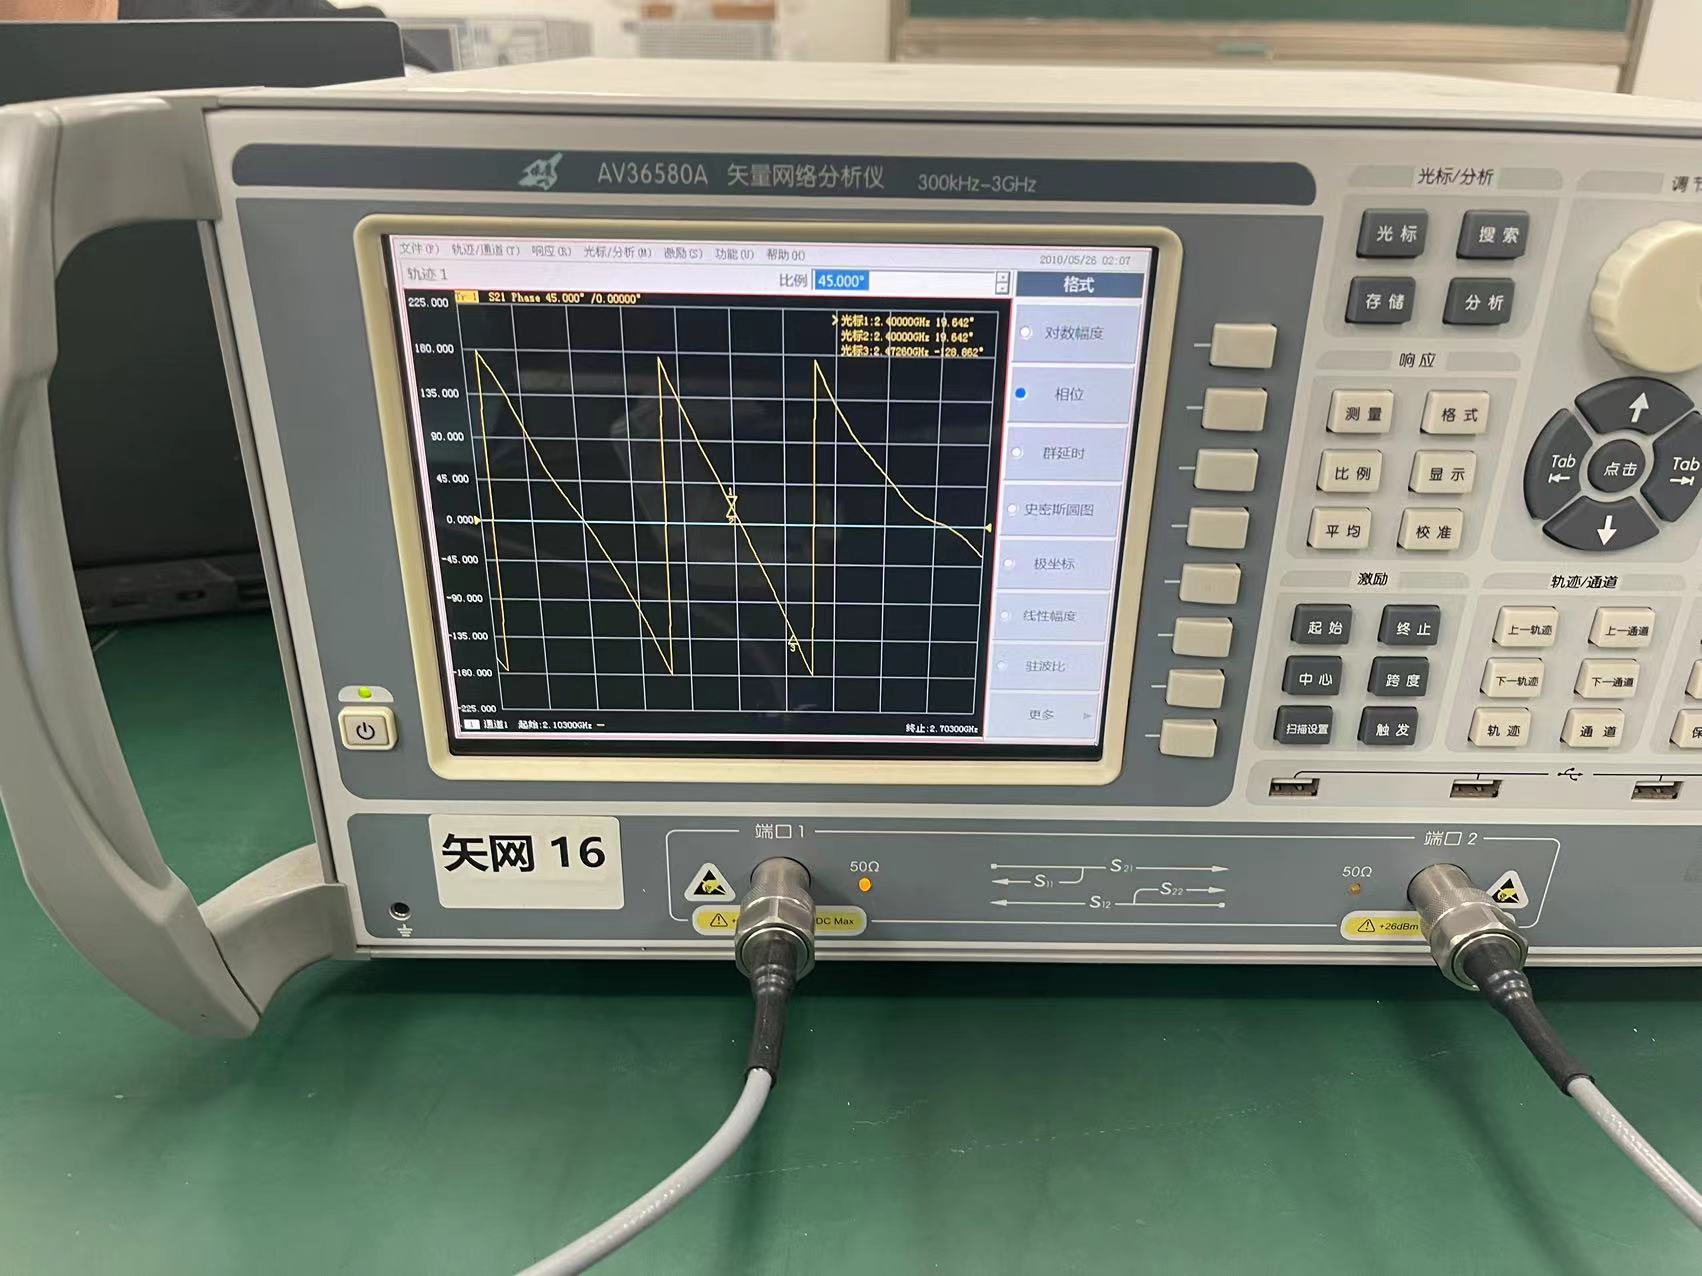 AV36580A 矢量网络分析仪 300kHz-3GHz
光标/分析
调节
光标
搜索
存储
分析
文件(F) 轨迹/通道(T) 响应(R) 光标/分析(M) 激励(S) 功能(U) 帮助(H)
2010/05/26 02:07
轨迹 1
比例 45.000°
格式
Tr 1 S21 Phase 45.000° /0.00000°
225.000
180.000
135.000
90.000
45.000
0.000
-45.000
-90.000
-135.000
-180.000
-225.000
>光标1:2.40000GHz 19.642°
光标2:2.40000GHz 19.642°
光标3:2.47260GHz -128.662°
1
2
3
1 通道1 起始:2.10300GHz
终止:2.70300GHz
对数幅度
相位
群延时
史密斯圆图
极坐标
线性幅度
驻波比
更多
响应
测量
格式
比例
显示
平均
校准
Tab
点击
Tab
激励
起始
终止
中心
跨度
扫描设置
触发
轨迹/通道
上一轨迹
上一通道
下一轨迹
下一通道
轨迹
通道
保
矢网 16
端口 1
50Ω
DC Max
S21
S11
S22
S12
端口 2
50Ω
+26dBm